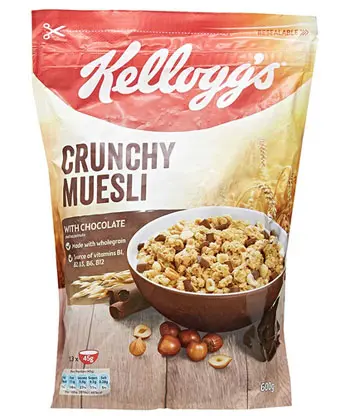 RESEALABLE
Kellogg's
CRUNCHY
MUESLI
WITH CHOCOLATE
Made with wholegrain
Source of vitamins B1,
B2, B3, B6, B12
45g
600g